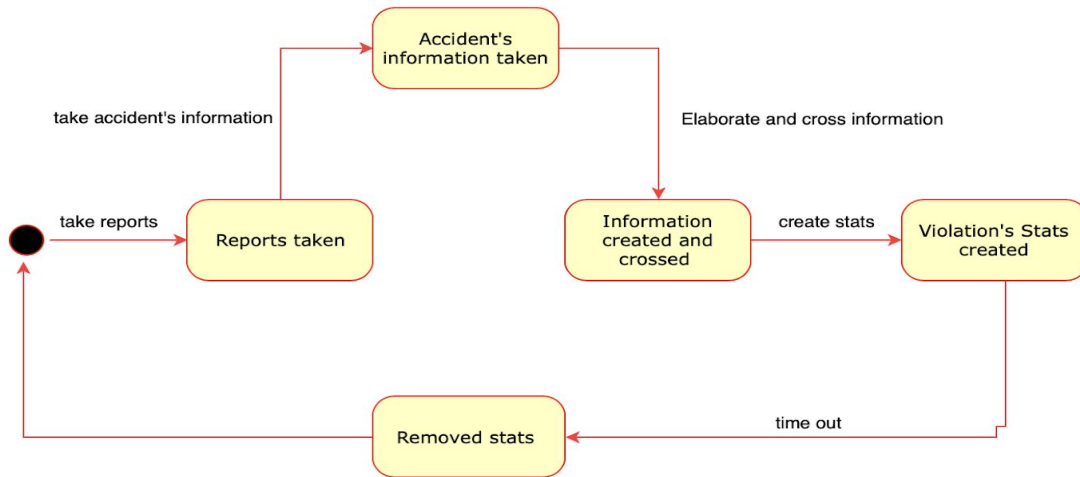 Accident's
information taken
take accident's information
Elaborate and cross information
take reports
Reports taken
Information
created and
crossed
create stats
Violation's Stats
created
Removed stats
time out